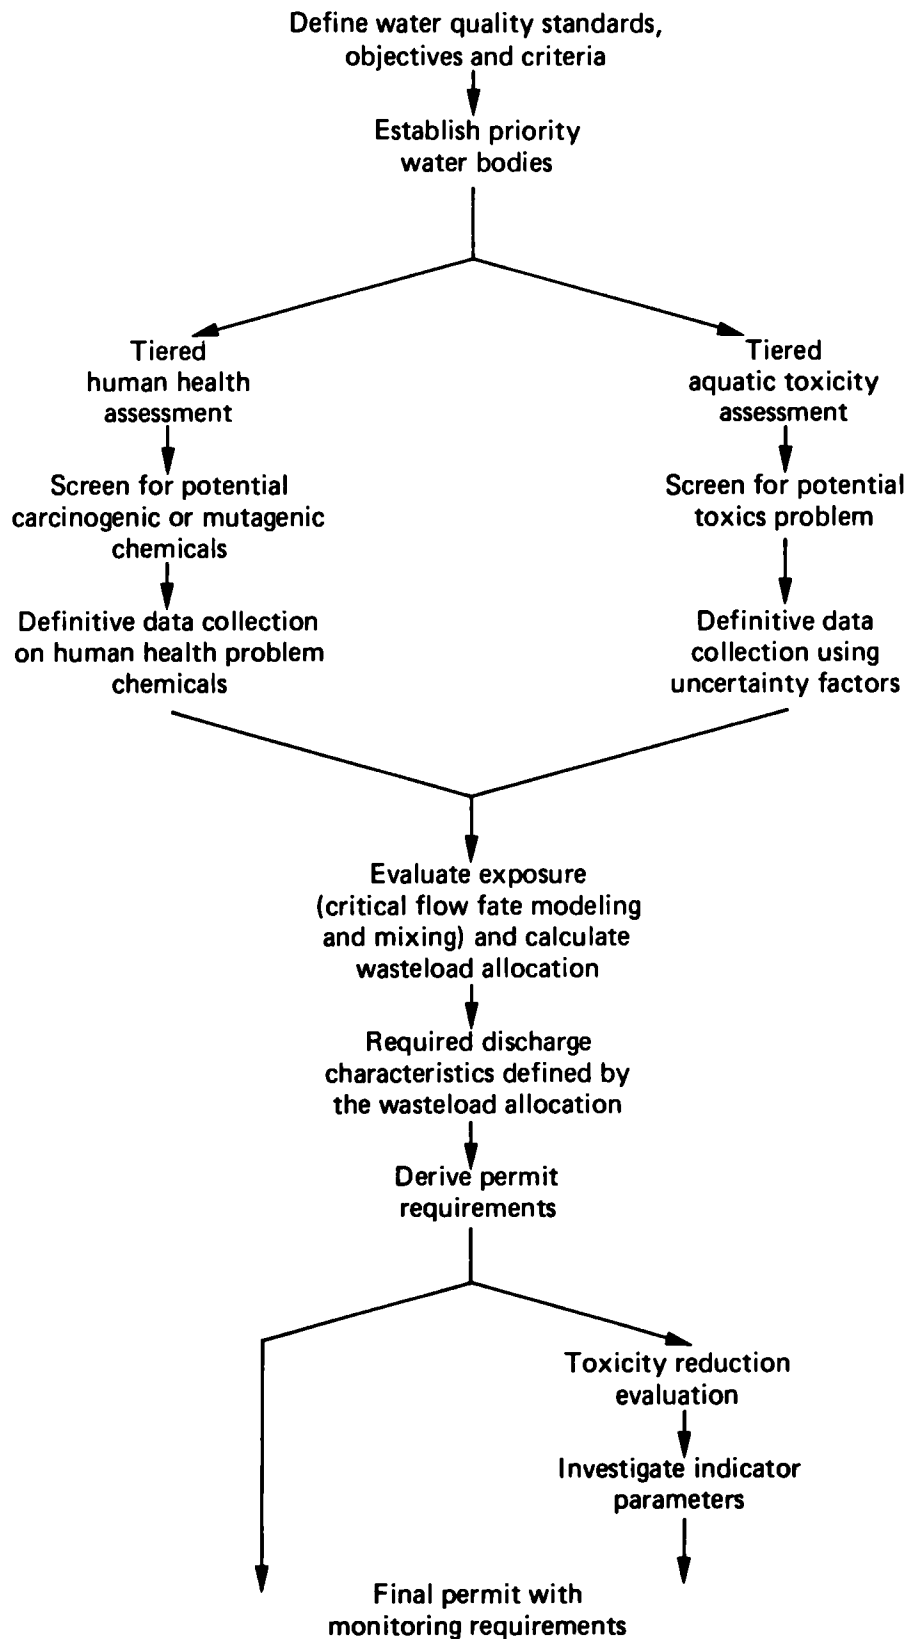 Define water quality standards,
objectives and criteria
Establish priority
water bodies
Tiered
human health
assessment
Screen for potential
carcinogenic or mutagenic
chemicals
Definitive data collection
on human health problem
chemicals
Tiered
aquatic toxicity
assessment
Screen for potential
toxics problem
Definitive data
collection using
uncertainty factors
Evaluate exposure
(critical flow fate modeling
and mixing) and calculate
wasteload allocation
Required discharge
characteristics defined by
the wasteload allocation
Derive permit
requirements
Toxicity reduction
evaluation
Investigate indicator
parameters
Final permit with
monitoring requirements